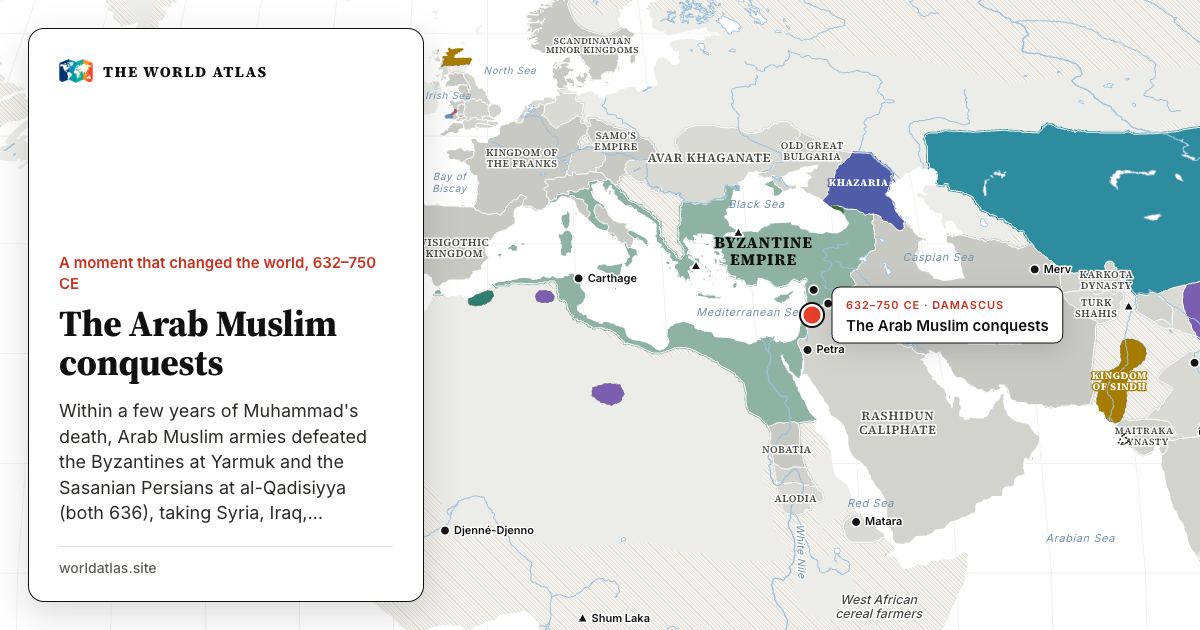 THE WORLD ATLAS
A moment that changed the world, 632–750
CE
The Arab Muslim
conquests
Within a few years of Muhammad's
death, Arab Muslim armies defeated
the Byzantines at Yarmuk and the
Sasanian Persians at al-Qadisiyya
(both 636), taking Syria, Iraq,...
worldatlas.site
SCANDINAVIAN
MINOR KINGDOMS
North Sea
Irish Sea
SAMO'S
EMPIRE
KINGDOM OF
THE FRANKS
AVAR KHAGANATE
OLD GREAT
BULGARIA
KHAZARIA
Bay of
Biscay
Black Sea
VISIGOTHIC
KINGDOM
BYZANTINE
EMPIRE
Caspian Sea
Merv
Carthage
KARKOTA
DYNASTY
TURK
SHAHIS
Mediterranean Se
632–750 CE · DAMASCUS
The Arab Muslim conquests
Petra
KINGDOM
OF SINDH
RASHIDUN
CALIPHATE
MAITRAKA
DYNASTY
NOBATIA
ALODIA
Red Sea
Matara
Djenné-Djenno
White Nile
Arabian Sea
West African
cereal farmers
Shum Laka